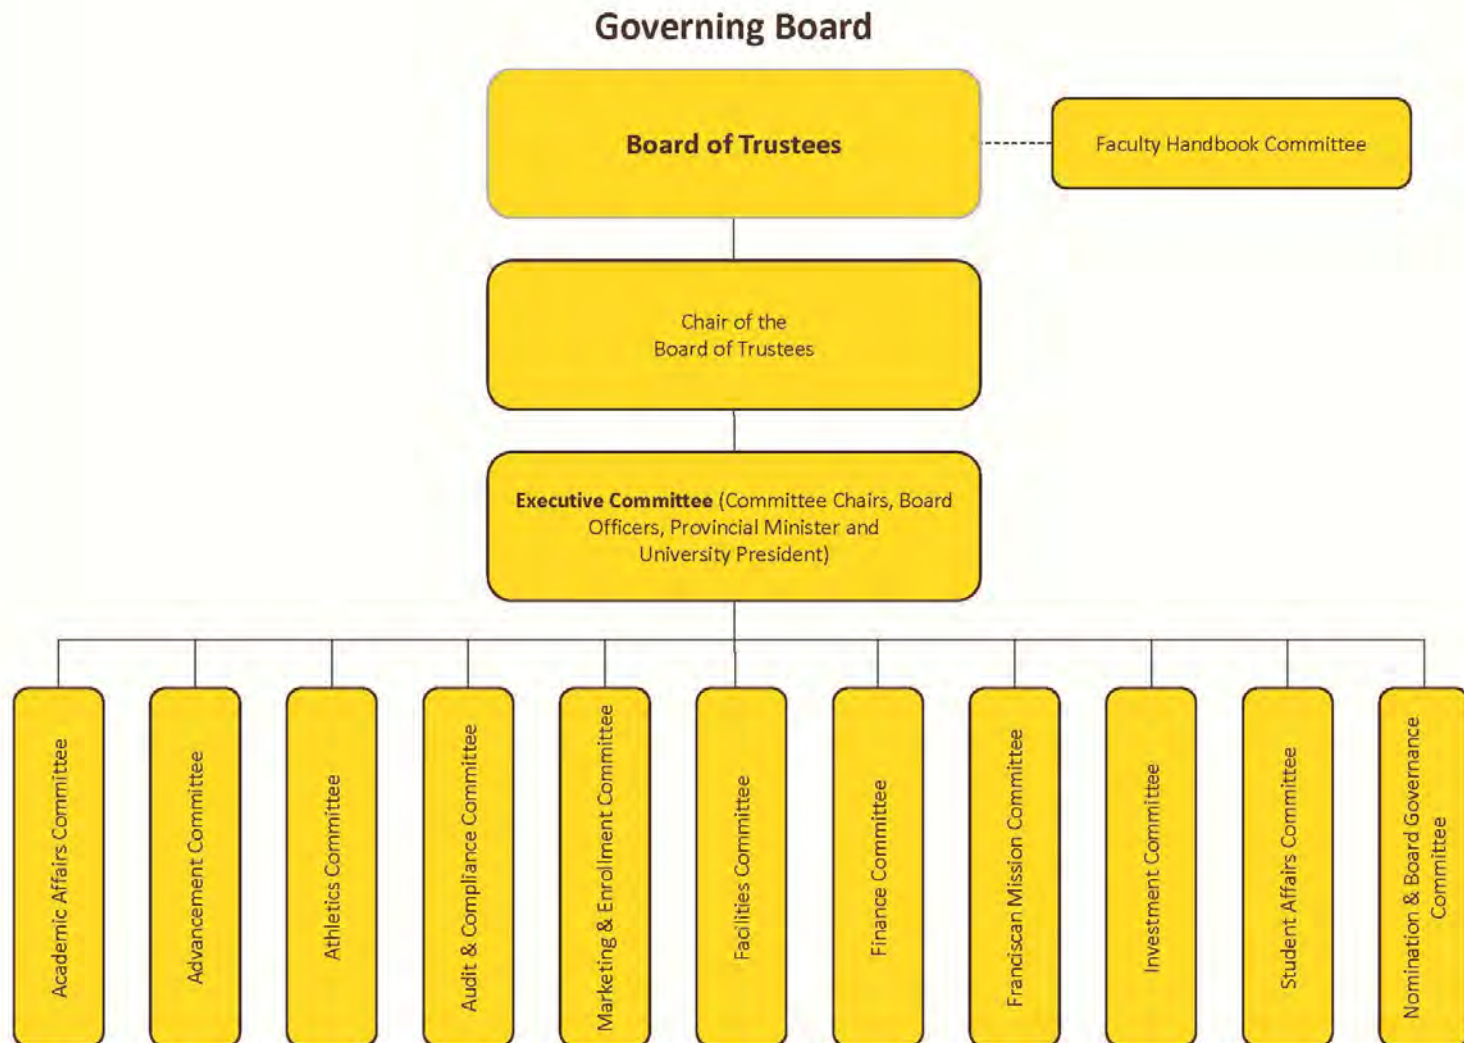 Governing Board
Board of Trustees
Faculty Handbook Committee
Chair of the
Board of Trustees
Executive Committee (Committee Chairs, Board
Officers, Provincial Minister and
University President)
Academic Affairs Committee
Advancement Committee
Athletics Committee
Audit & Compliance Committee
Marketing & Enrollment Committee
Facilities Committee
Finance Committee
Franciscan Mission Committee
Investment Committee
Student Affairs Committee
Nomination & Board Governance
Committee